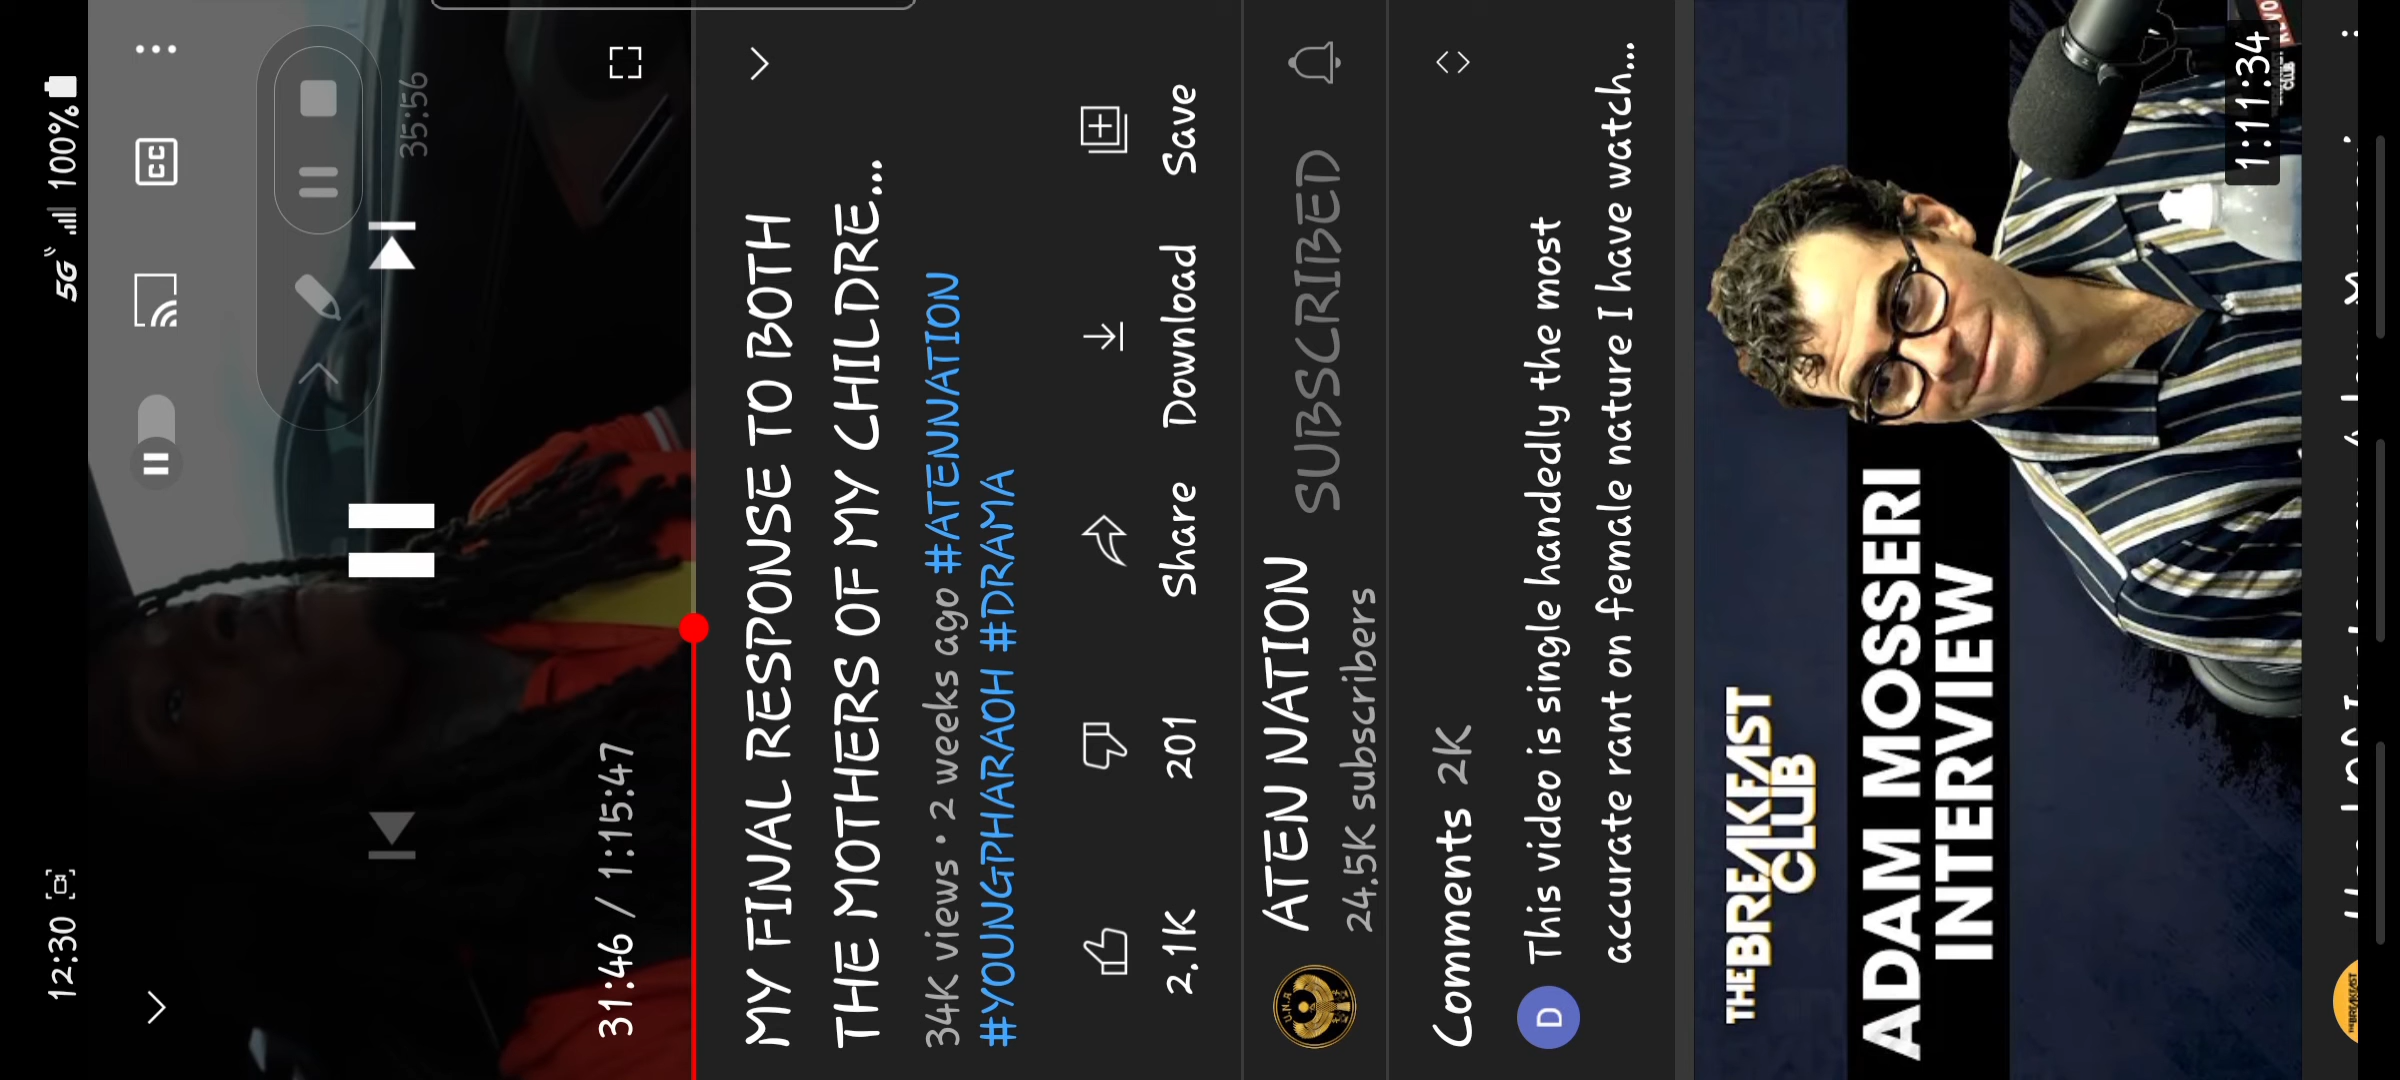 12:30
5G 100%
CC
35:56
31:46 / 1:15:47
MY FINAL RESPONSE TO BOTH
THE MOTHERS OF MY CHILDRE...
34K views • 2 weeks ago #ATENNATION
#YOUNGPHARAOH #DRAMA
2.1K
201
Share
Download
Save
ATEN NATION
24.5K subscribers
SUBSCRIBED
Comments 2K
D
This video is single handedly the most
accurate rant on female nature I have watch...
THE BREAKFAST
CLUB
ADAM MOSSERI
INTERVIEW
1:11:34